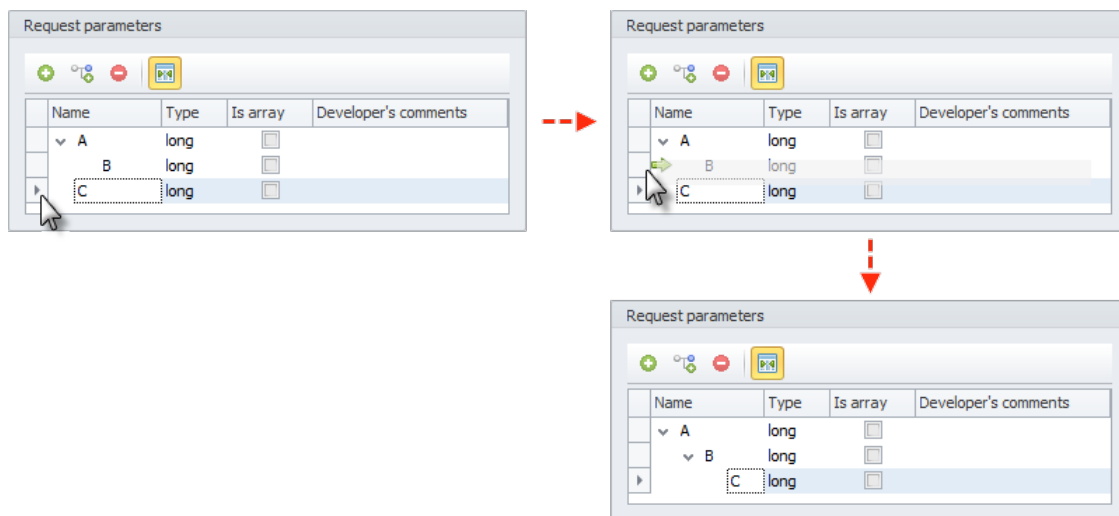 Request parameters
Name Type Is array Developer's comments
A long
B long
C long
Request parameters
Name Type Is array Developer's comments
A long
B long
C long
Request parameters
Name Type Is array Developer's comments
A long
B long
C long